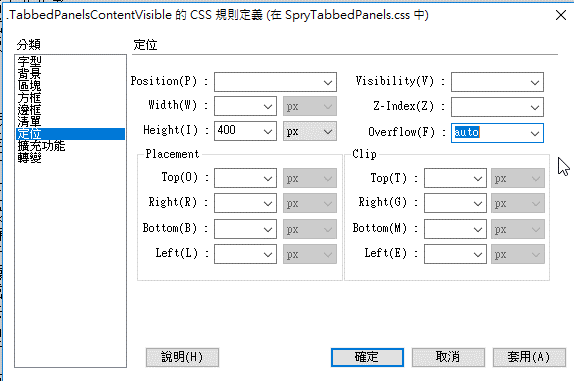 .TabbedPanelsContentVisible 的 CSS 規則定義 (在 SpryTabbedPanels.css 中)
分類
定位
字型
背景
區塊
方框
邊框
清單
定位
擴充功能
轉變
Position(P) :
Visibility(V) :
Width(W) : px
Z-Index(Z) :
Height(I) : 400 px
Overflow(F) : auto
Placement
Clip
Top(O) : px
Top(T) : px
Right(R) : px
Right(G) : px
Bottom(B) : px
Bottom(M) : px
Left(L) : px
Left(E) : px
說明(H)
確定
取消
套用(A)